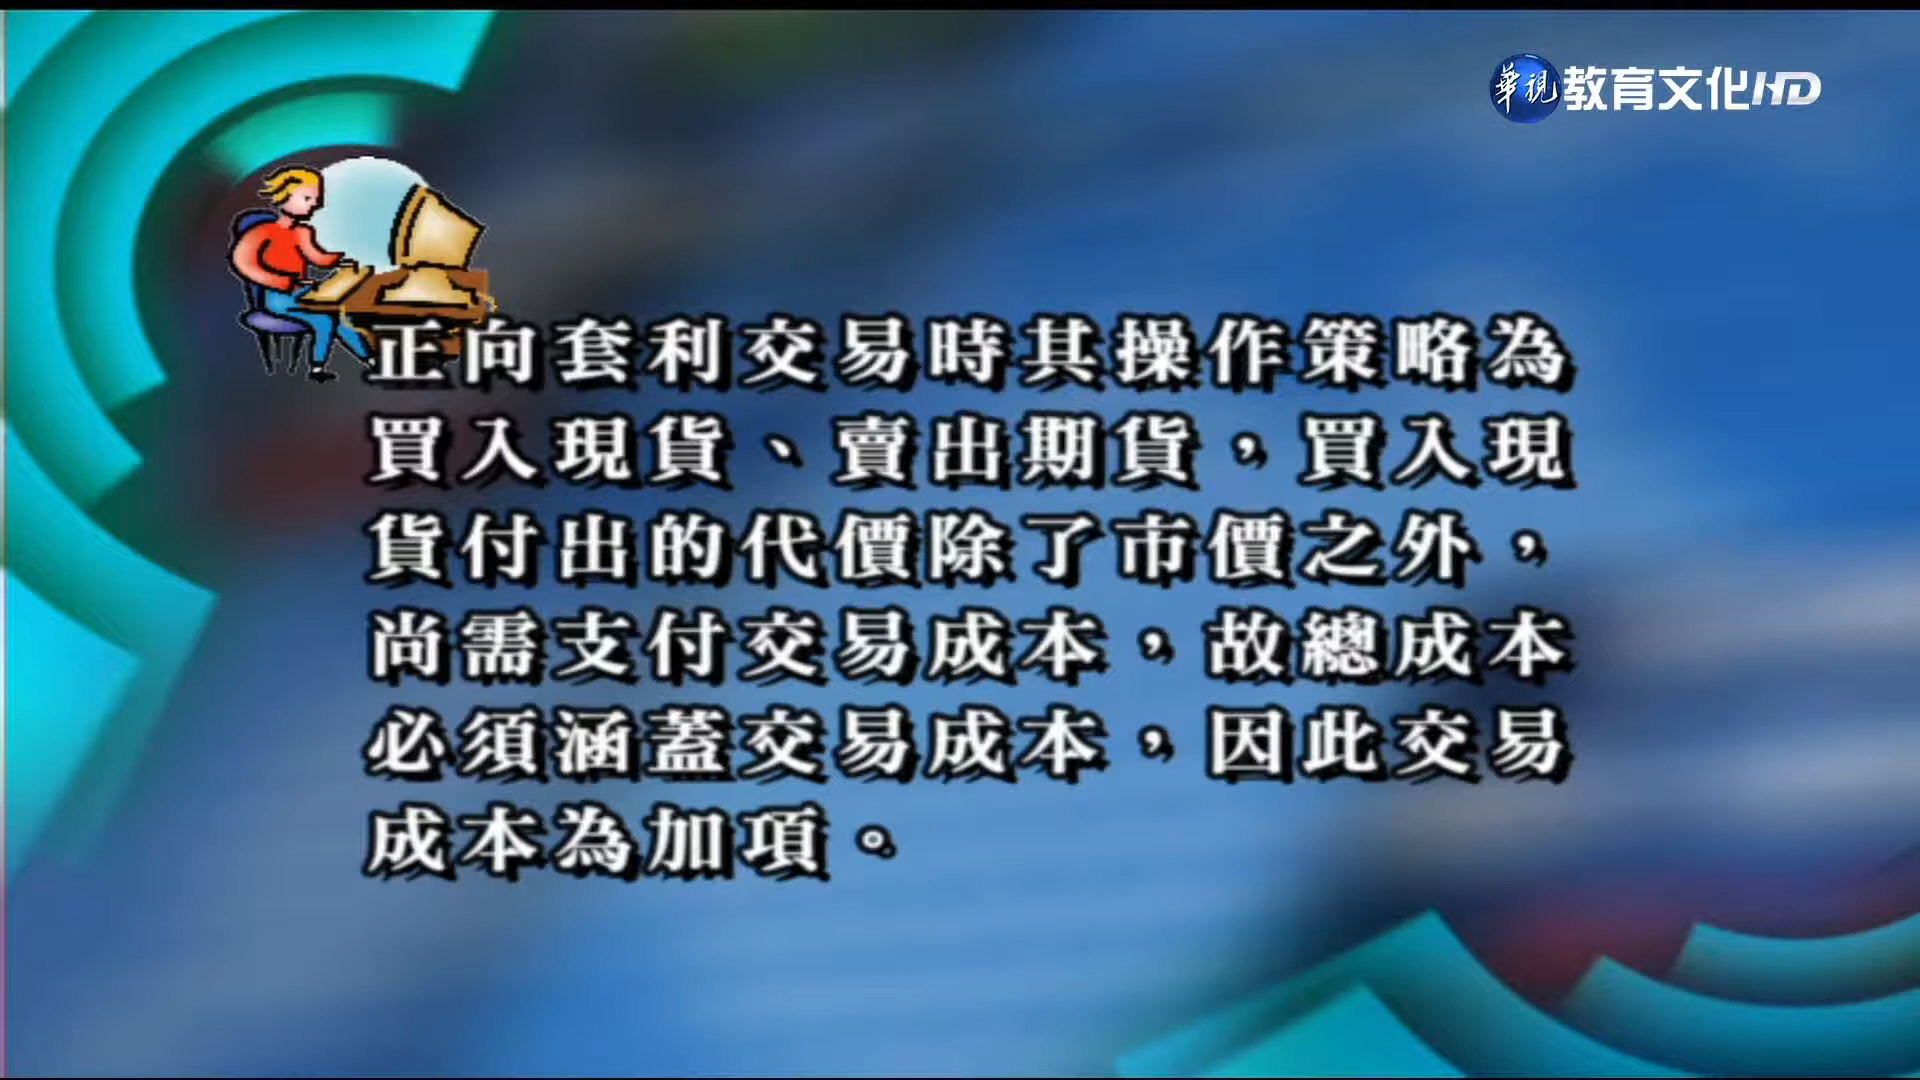 華視 教育文化HD
正向套利交易時其操作策略為
買入現貨、賣出期貨，買入現
貨付出的代價除了市價之外，
尚需支付交易成本，故總成本
必須涵蓋交易成本，因此交易
成本為加項。